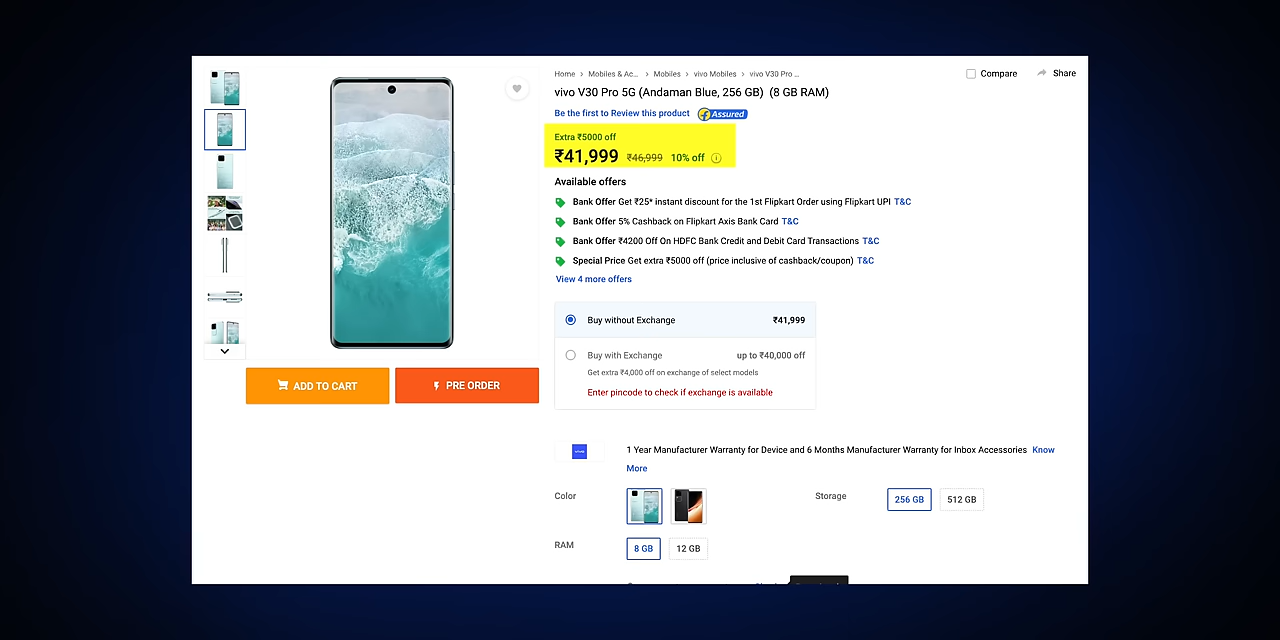 Home > Mobiles & Ac... > Mobiles > vivo Mobiles > vivo V30 Pro ...
Compare
Share
vivo V30 Pro 5G (Andaman Blue, 256 GB) (8 GB RAM)
Be the first to Review this product
Assured
Extra ₹5000 off
₹41,999 ₹46,999 10% off
Available offers
Bank Offer Get ₹25* instant discount for the 1st Flipkart Order using Flipkart UPI T&C
Bank Offer 5% Cashback on Flipkart Axis Bank Card T&C
Bank Offer ₹4200 Off On HDFC Bank Credit and Debit Card Transactions T&C
Special Price Get extra ₹5000 off (price inclusive of cashback/coupon) T&C
View 4 more offers
Buy without Exchange ₹41,999
Buy with Exchange up to ₹40,000 off
Get extra ₹4,000 off on exchange of select models
Enter pincode to check if exchange is available
ADD TO CART
PRE ORDER
vivo
1 Year Manufacturer Warranty for Device and 6 Months Manufacturer Warranty for Inbox Accessories Know
More
Color
Storage
256 GB
512 GB
RAM
8 GB
12 GB